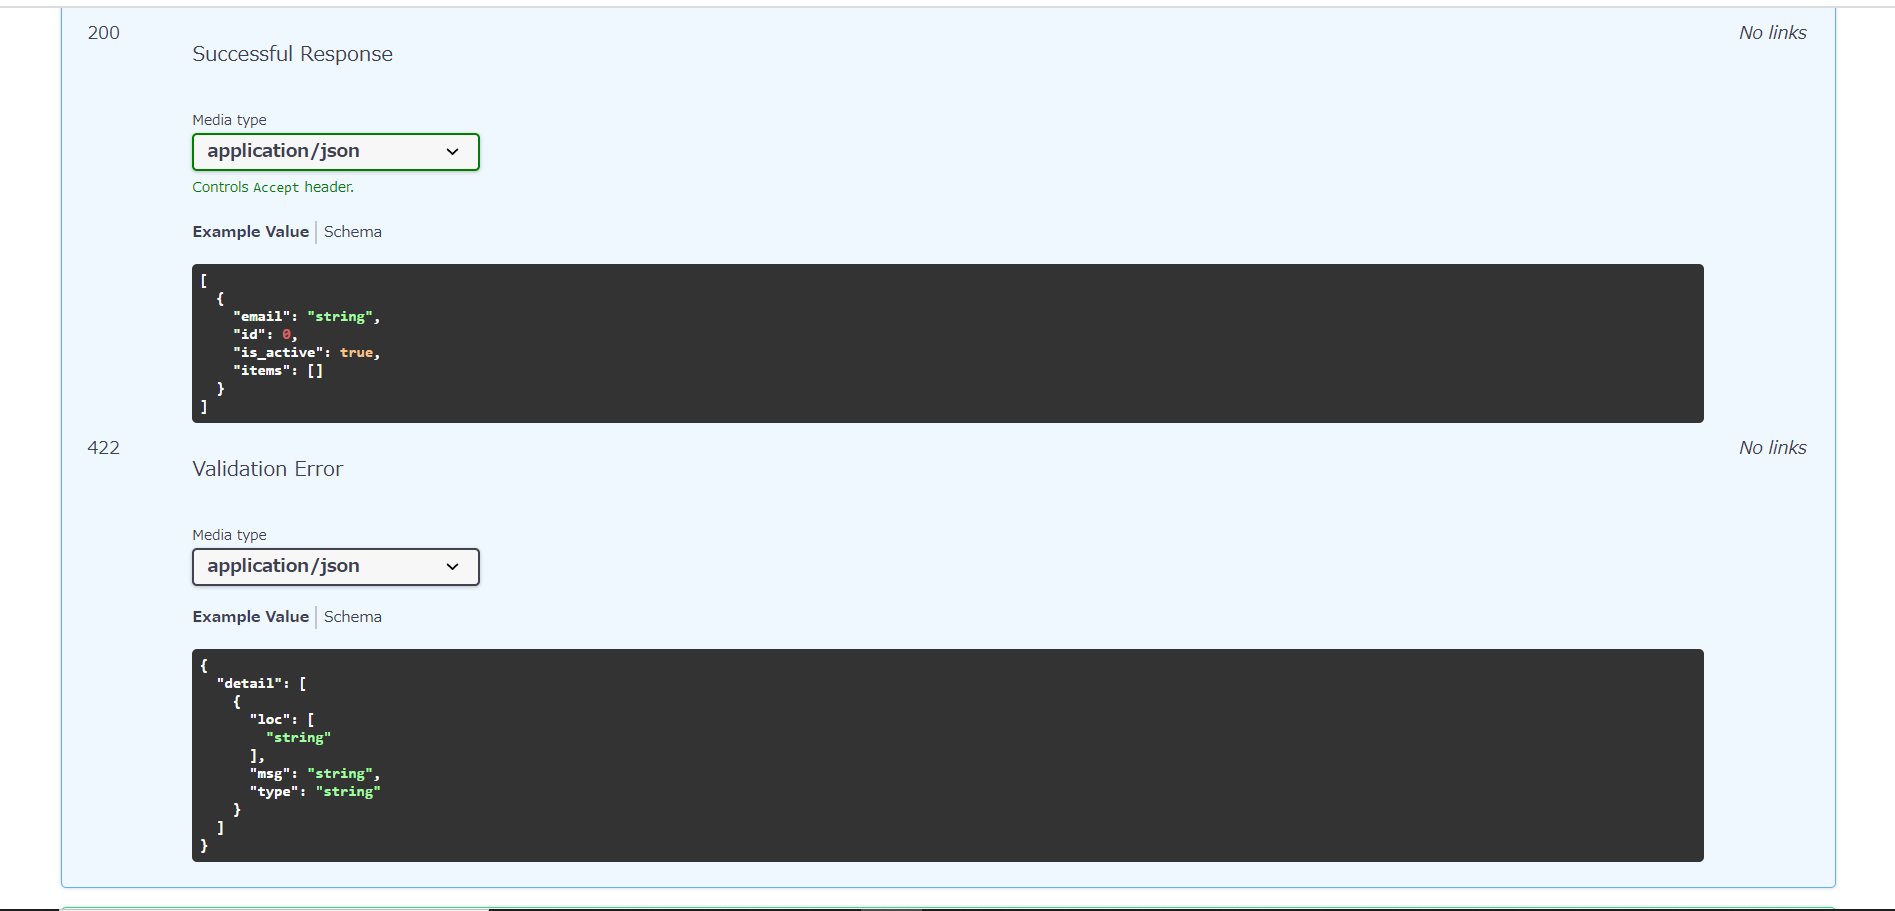 200
No links
Successful Response
Media type
application/json
Controls Accept header.
Example Value
Schema
[
  {
    "email": "string",
    "id": 0,
    "is_active": true,
    "items": []
  }
]
422
No links
Validation Error
Media type
application/json
Example Value
Schema
{
  "detail": [
    {
      "loc": [
        "string"
      ],
      "msg": "string",
      "type": "string"
    }
  ]
}